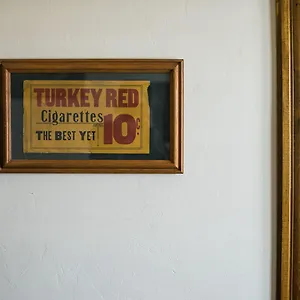 TURKEY RED
Cigarettes
THE BEST YET 10¢